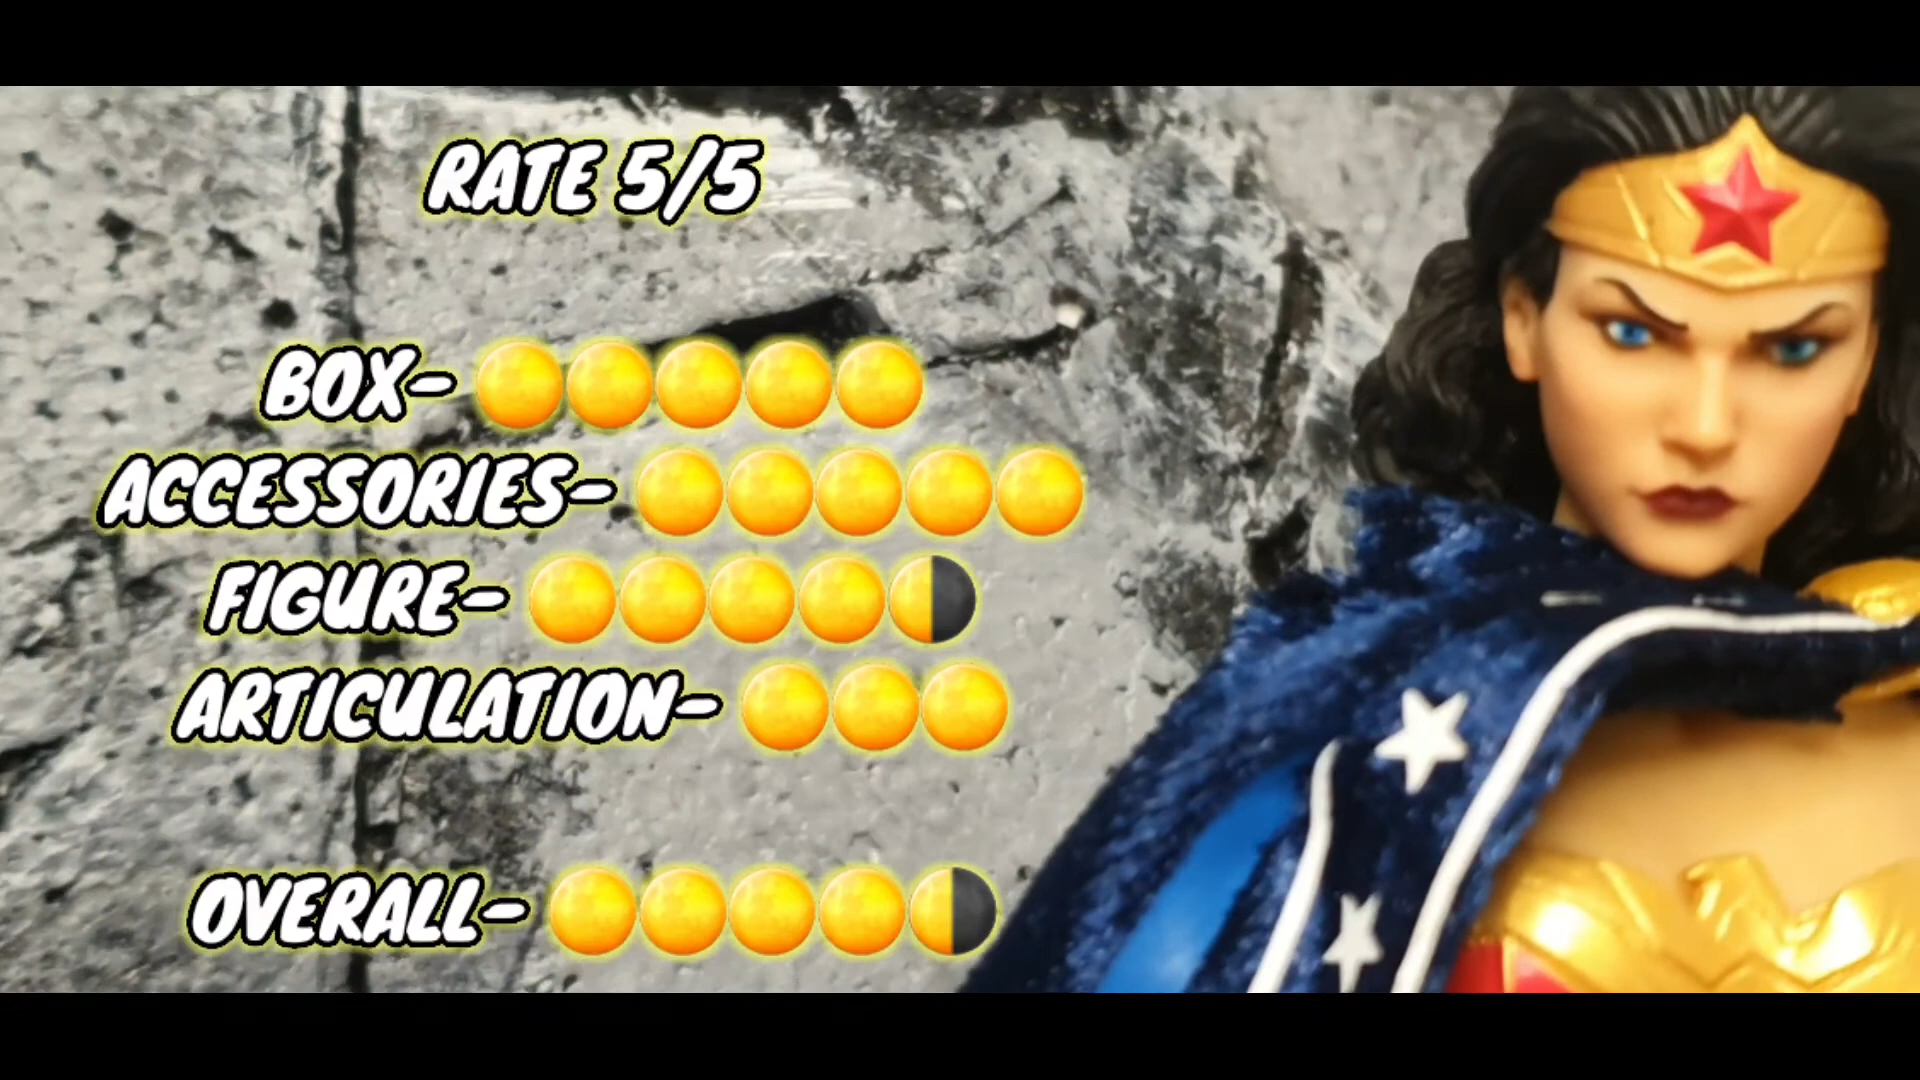 RATE 5/5
BOX- 🌕🌕🌕🌕🌕
ACCESSORIES- 🌕🌕🌕🌕🌕
FIGURE- 🌕🌕🌕🌕🌗
ARTICULATION- 🌕🌕🌕
OVERALL- 🌕🌕🌕🌕🌗